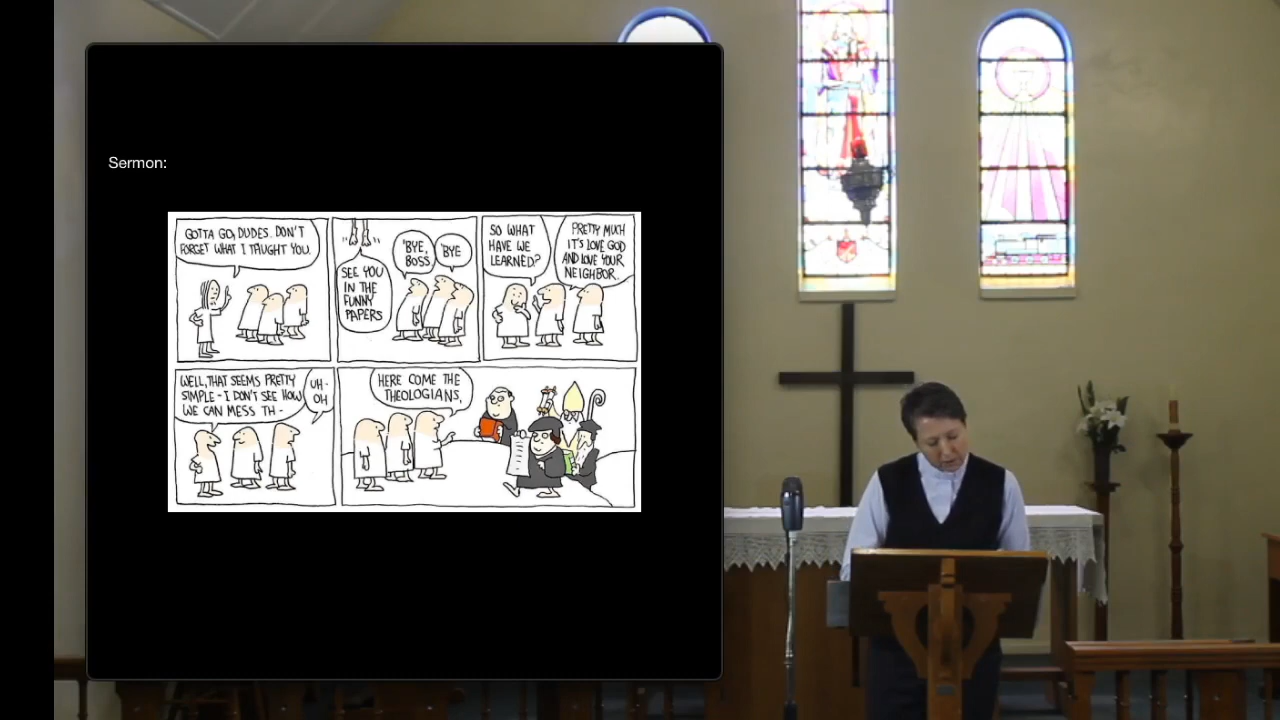 Sermon:
GOTTA GO, DUDES. DON'T
FORGET WHAT I TAUGHT YOU.
SEE YOU
IN THE
FUNNY
PAPERS
'BYE,
BOSS.
'BYE
SO WHAT
HAVE WE
LEARNED?
PRETTY MUCH
IT'S LOVE GOD
AND LOVE YOUR
NEIGHBOR.
WELL, THAT SEEMS PRETTY
SIMPLE - I DON'T SEE HOW
WE CAN MESS TH -
UH-
OH
HERE COME THE
THEOLOGIANS.